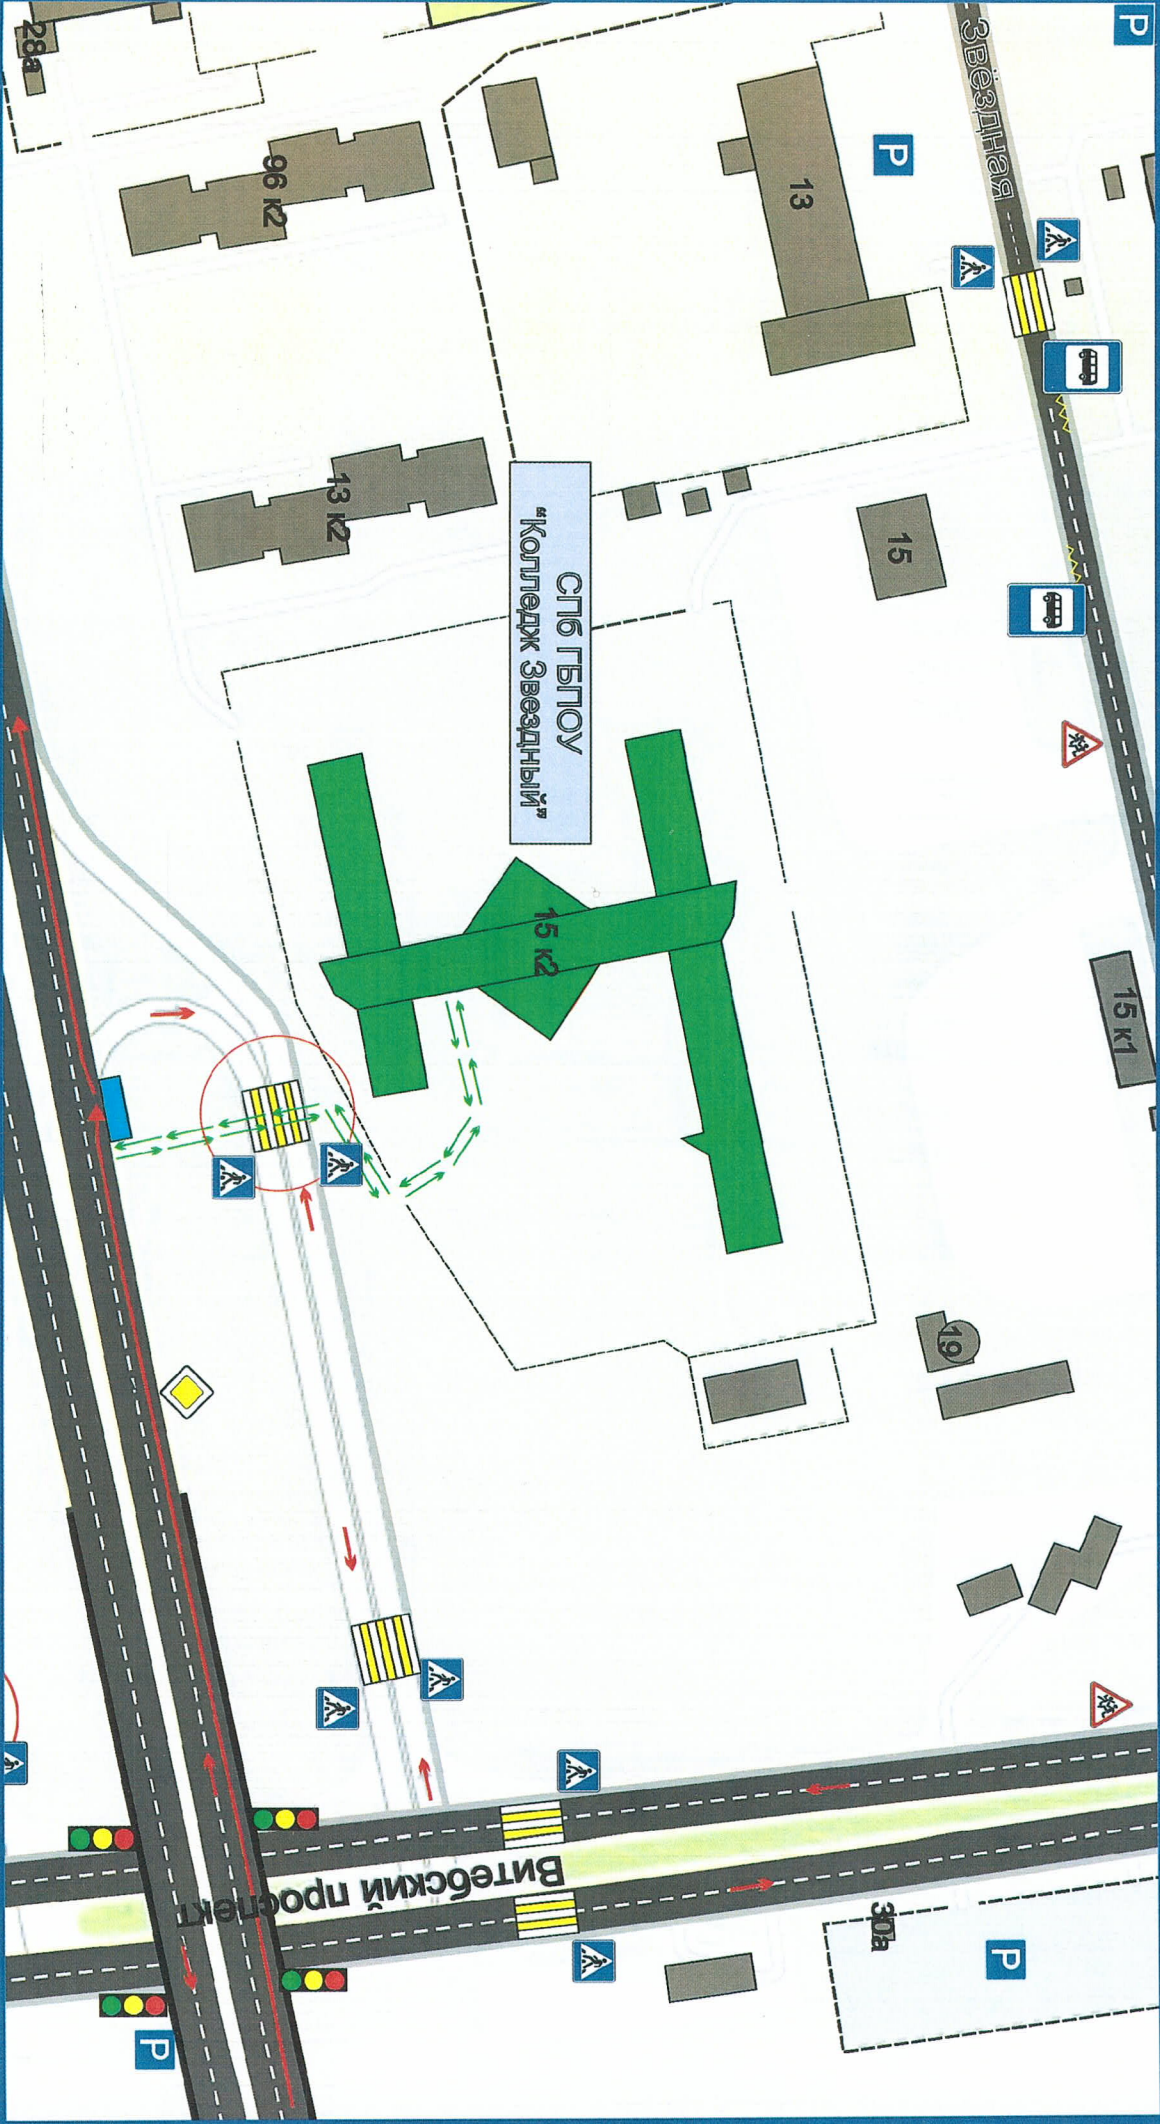 Звёздная
P
P
28а
96 к2
13
13 к2
15
СПб ГБПОУ
"Колледж Звездный"
15 к2
15 к1
19
Витебский проспект
30а
P
P